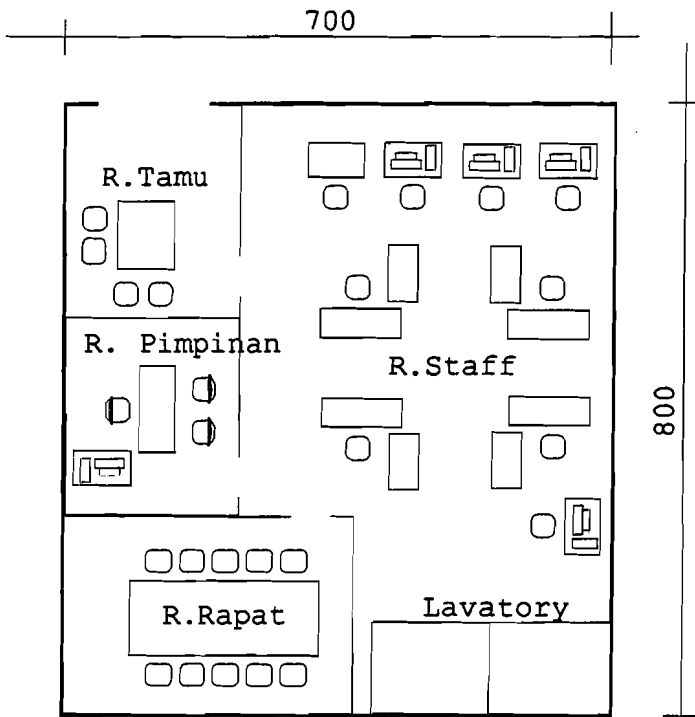 700
R.Tamu
R. Pimpinan
R.Staff
800
Lavatory
R.Rapat